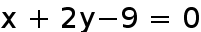 x + 2y−9 = 0